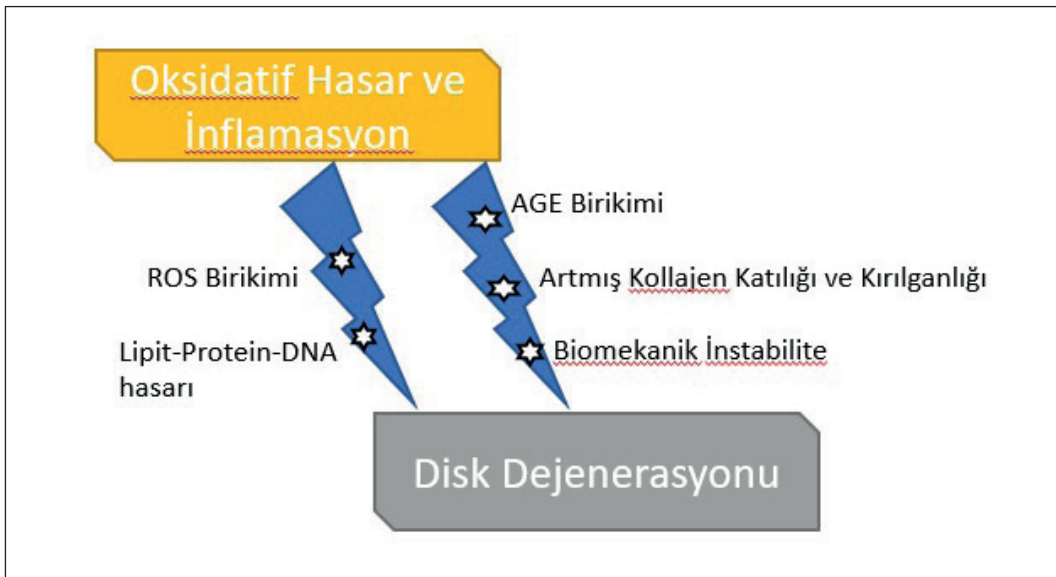 Oksidatif Hasar ve
İnflamasyon
AGE Birikimi
ROS Birikimi
Artmış Kollajen Katılığı ve Kırılganlığı
Lipit-Protein-DNA
hasarı
Biomekanik İnstabilite
Disk Dejenerasyonu